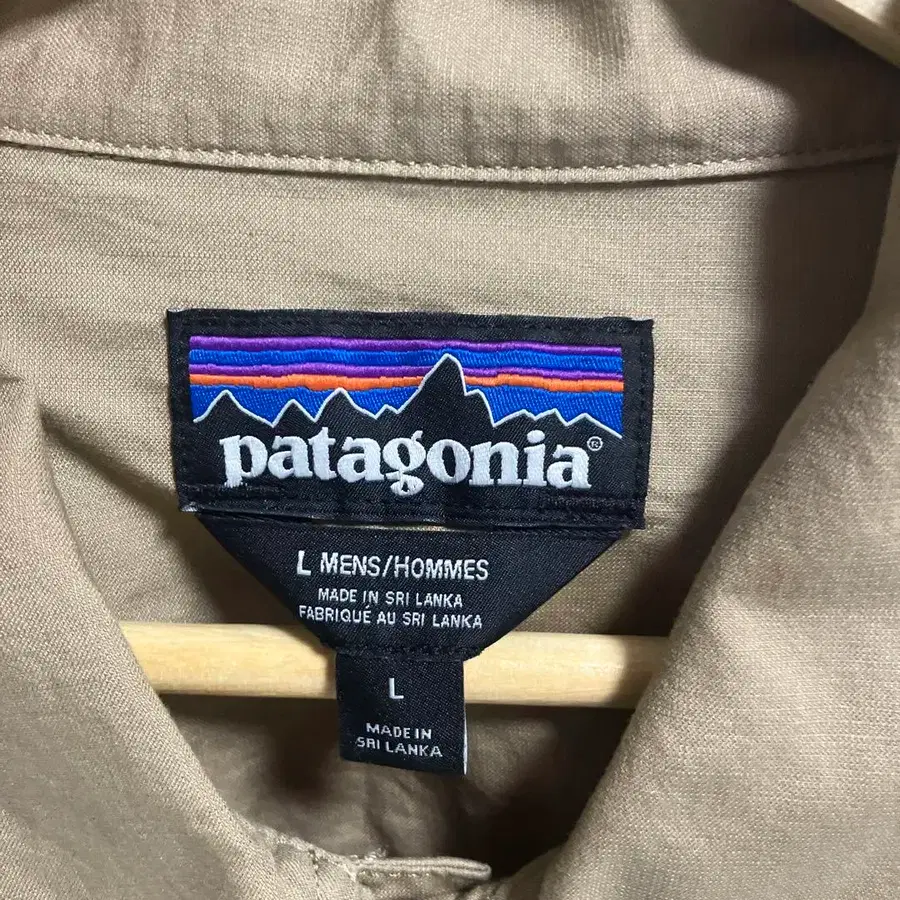 patagonia®
L MENS/HOMMES
MADE IN SRI LANKA
FABRIQUÉ AU SRI LANKA
L
MADE IN
SRI LANKA